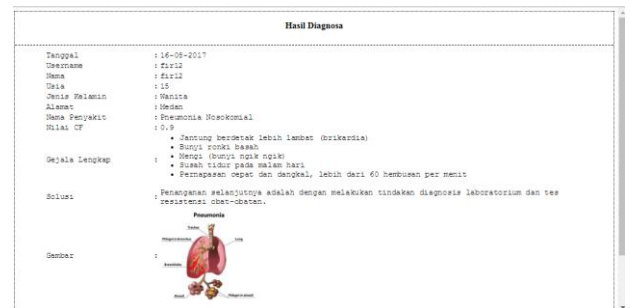 Hasil Diagnosa
Tanggal : 16-08-2017
Username : fir12
Nama : fir12
Usia : 15
Jenis Kelamin : Wanita
Alamat : Medan
Nama Penyakit : Pneumonia Nosokomial
Nilai CF : 0.9
Gejala Lengkap :
• Jantung berdetak lebih lambat (brikardia)
• Bunyi ronki basah
• Mengi (bunyi ngik ngik)
• Susah tidur pada malam hari
• Pernapasan cepat dan dangkal, lebih dari 60 hembusan per menit
Solusi : Penanganan selanjutnya adalah dengan melakukan tindakan diagnosis laboratorium dan tes
resistensi obat-obatan.
Gambar :
Pneumonia